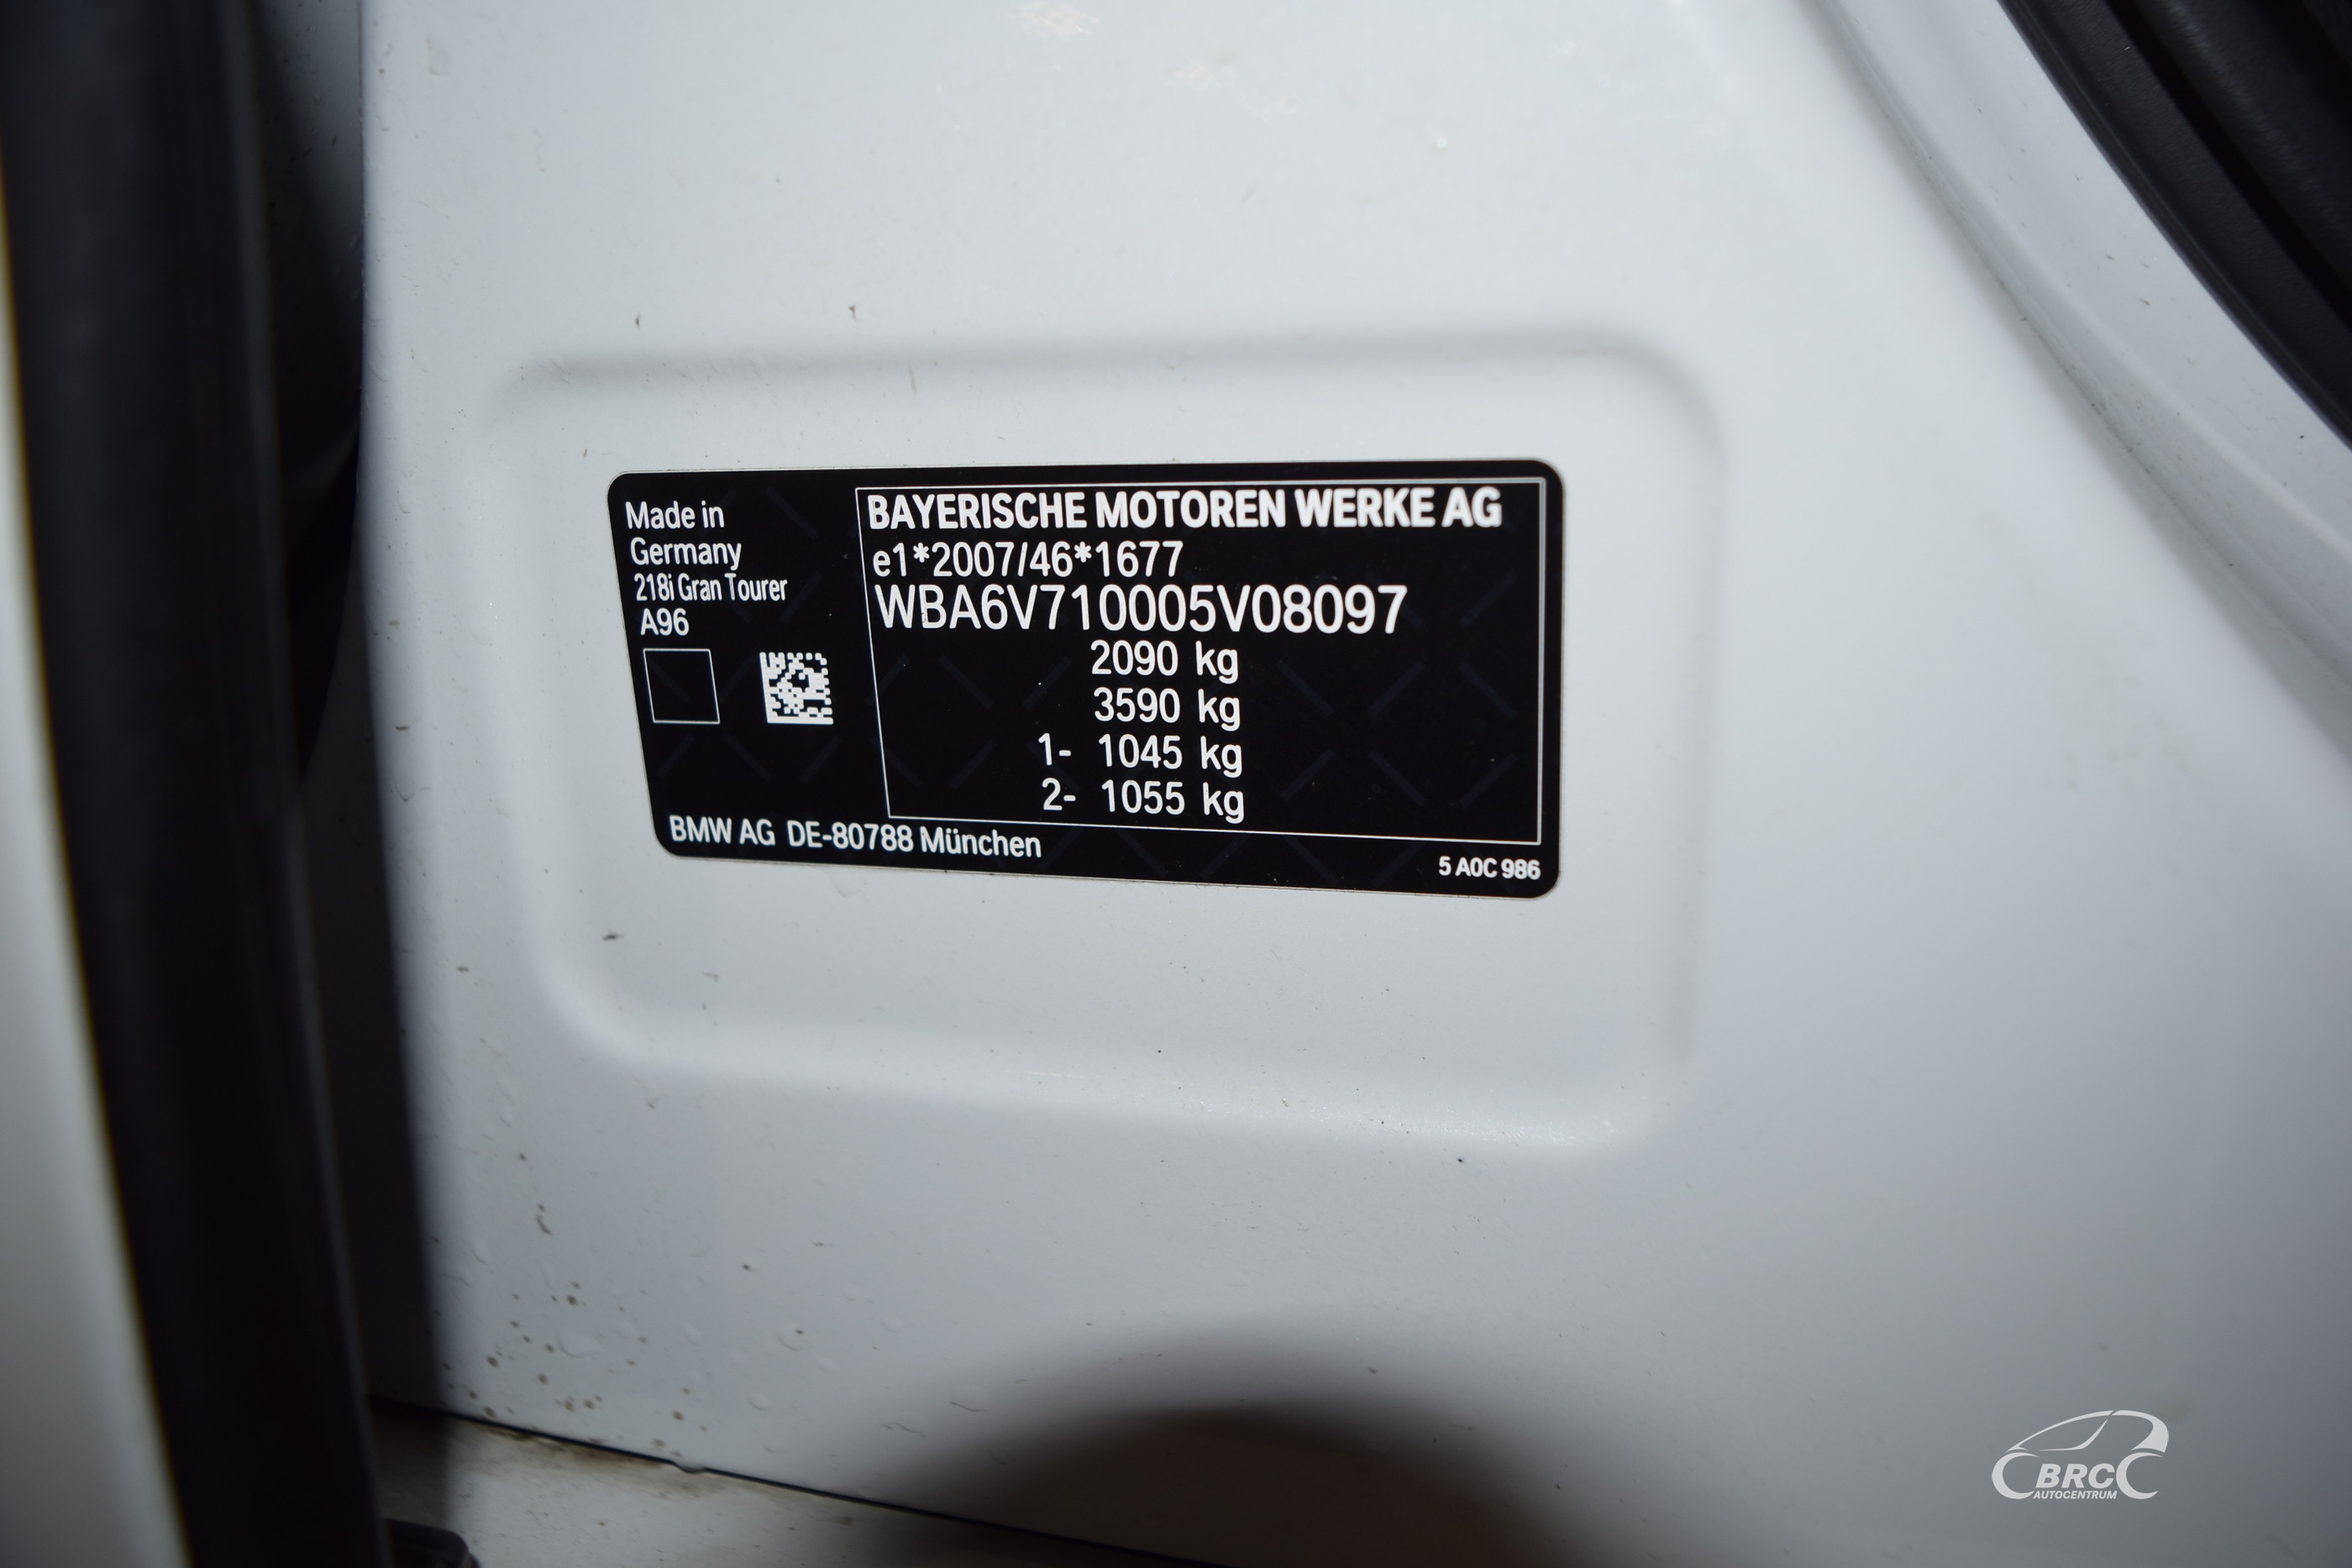 Made in
Germany
218i Gran Tourer
A96
BAYERISCHE MOTOREN WERKE AG
e1*2007/46*1677
WBA6V710005V08097
2090 kg
3590 kg
1- 1045 kg
2- 1055 kg
BMW AG DE-80788 München
5 A0C 986
BRC
AUTOCENTRUM